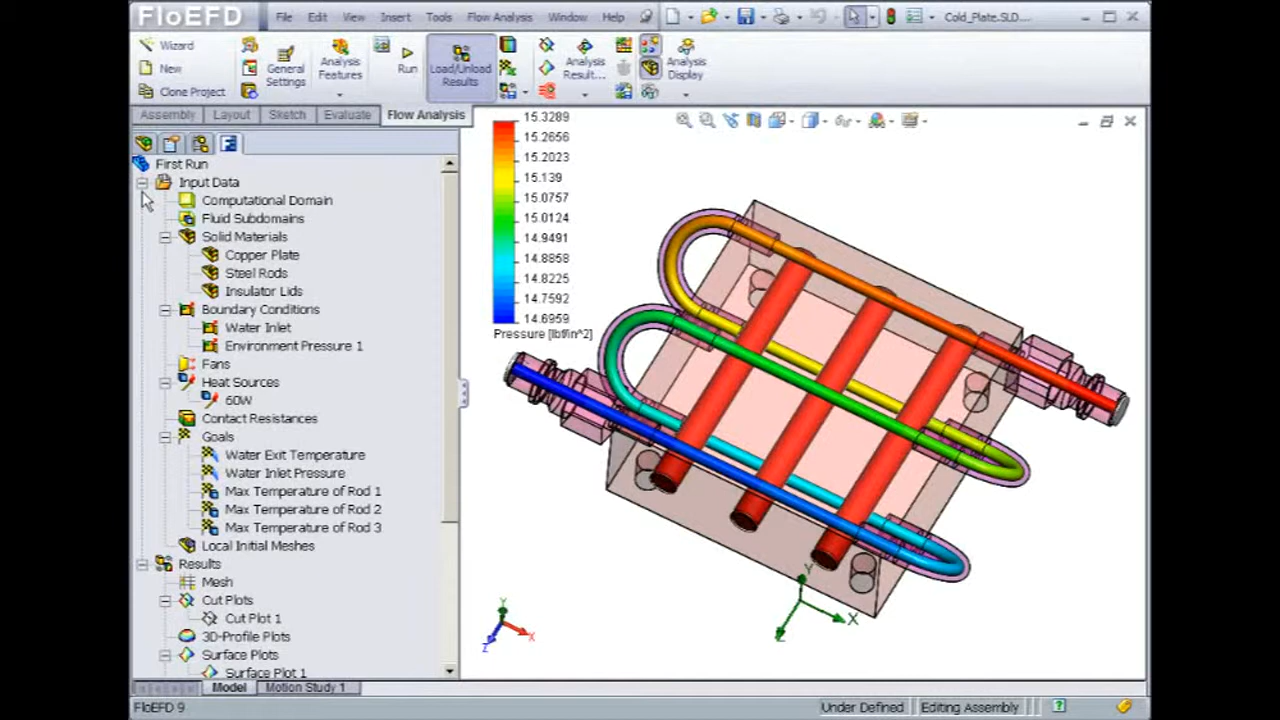 FloEFD
File Edit View Insert Tools Flow Analysis Window Help
Cold_Plate.SLD...
Wizard
New
Clone Project
General Settings
Analysis Features
Run
Load/Unload Results
Analysis Result...
Analysis Display
Assembly Layout Sketch Evaluate Flow Analysis
First Run
Input Data
Computational Domain
Fluid Subdomains
Solid Materials
Copper Plate
Steel Rods
Insulator Lids
Boundary Conditions
Water Inlet
Environment Pressure 1
Fans
Heat Sources
60W
Contact Resistances
Goals
Water Exit Temperature
Water Inlet Pressure
Max Temperature of Rod 1
Max Temperature of Rod 2
Max Temperature of Rod 3
Local Initial Meshes
Results
Mesh
Cut Plots
Cut Plot 1
3D-Profile Plots
Surface Plots
Surface Plot 1
15.3289
15.2656
15.2023
15.139
15.0757
15.0124
14.9491
14.8858
14.8225
14.7592
14.6959
Pressure [lbf/in^2]
Y
X
Z
Y
X
Model Motion Study 1
FloEFD 9
Under Defined
Editing Assembly